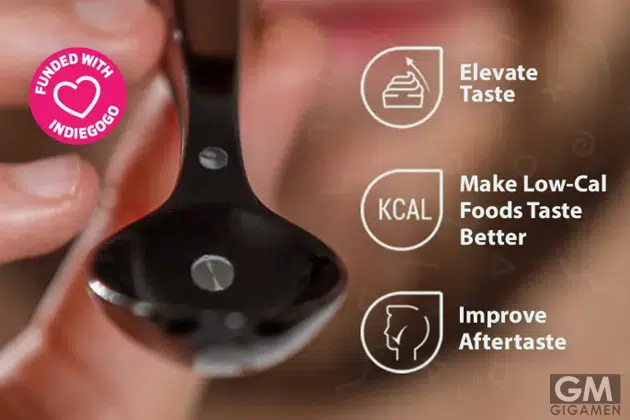 FUNDED WITH
INDIEGOGO
Elevate
Taste
KCAL
Make Low-Cal
Foods Taste
Better
Improve
Aftertaste
GM
GIGAMEN